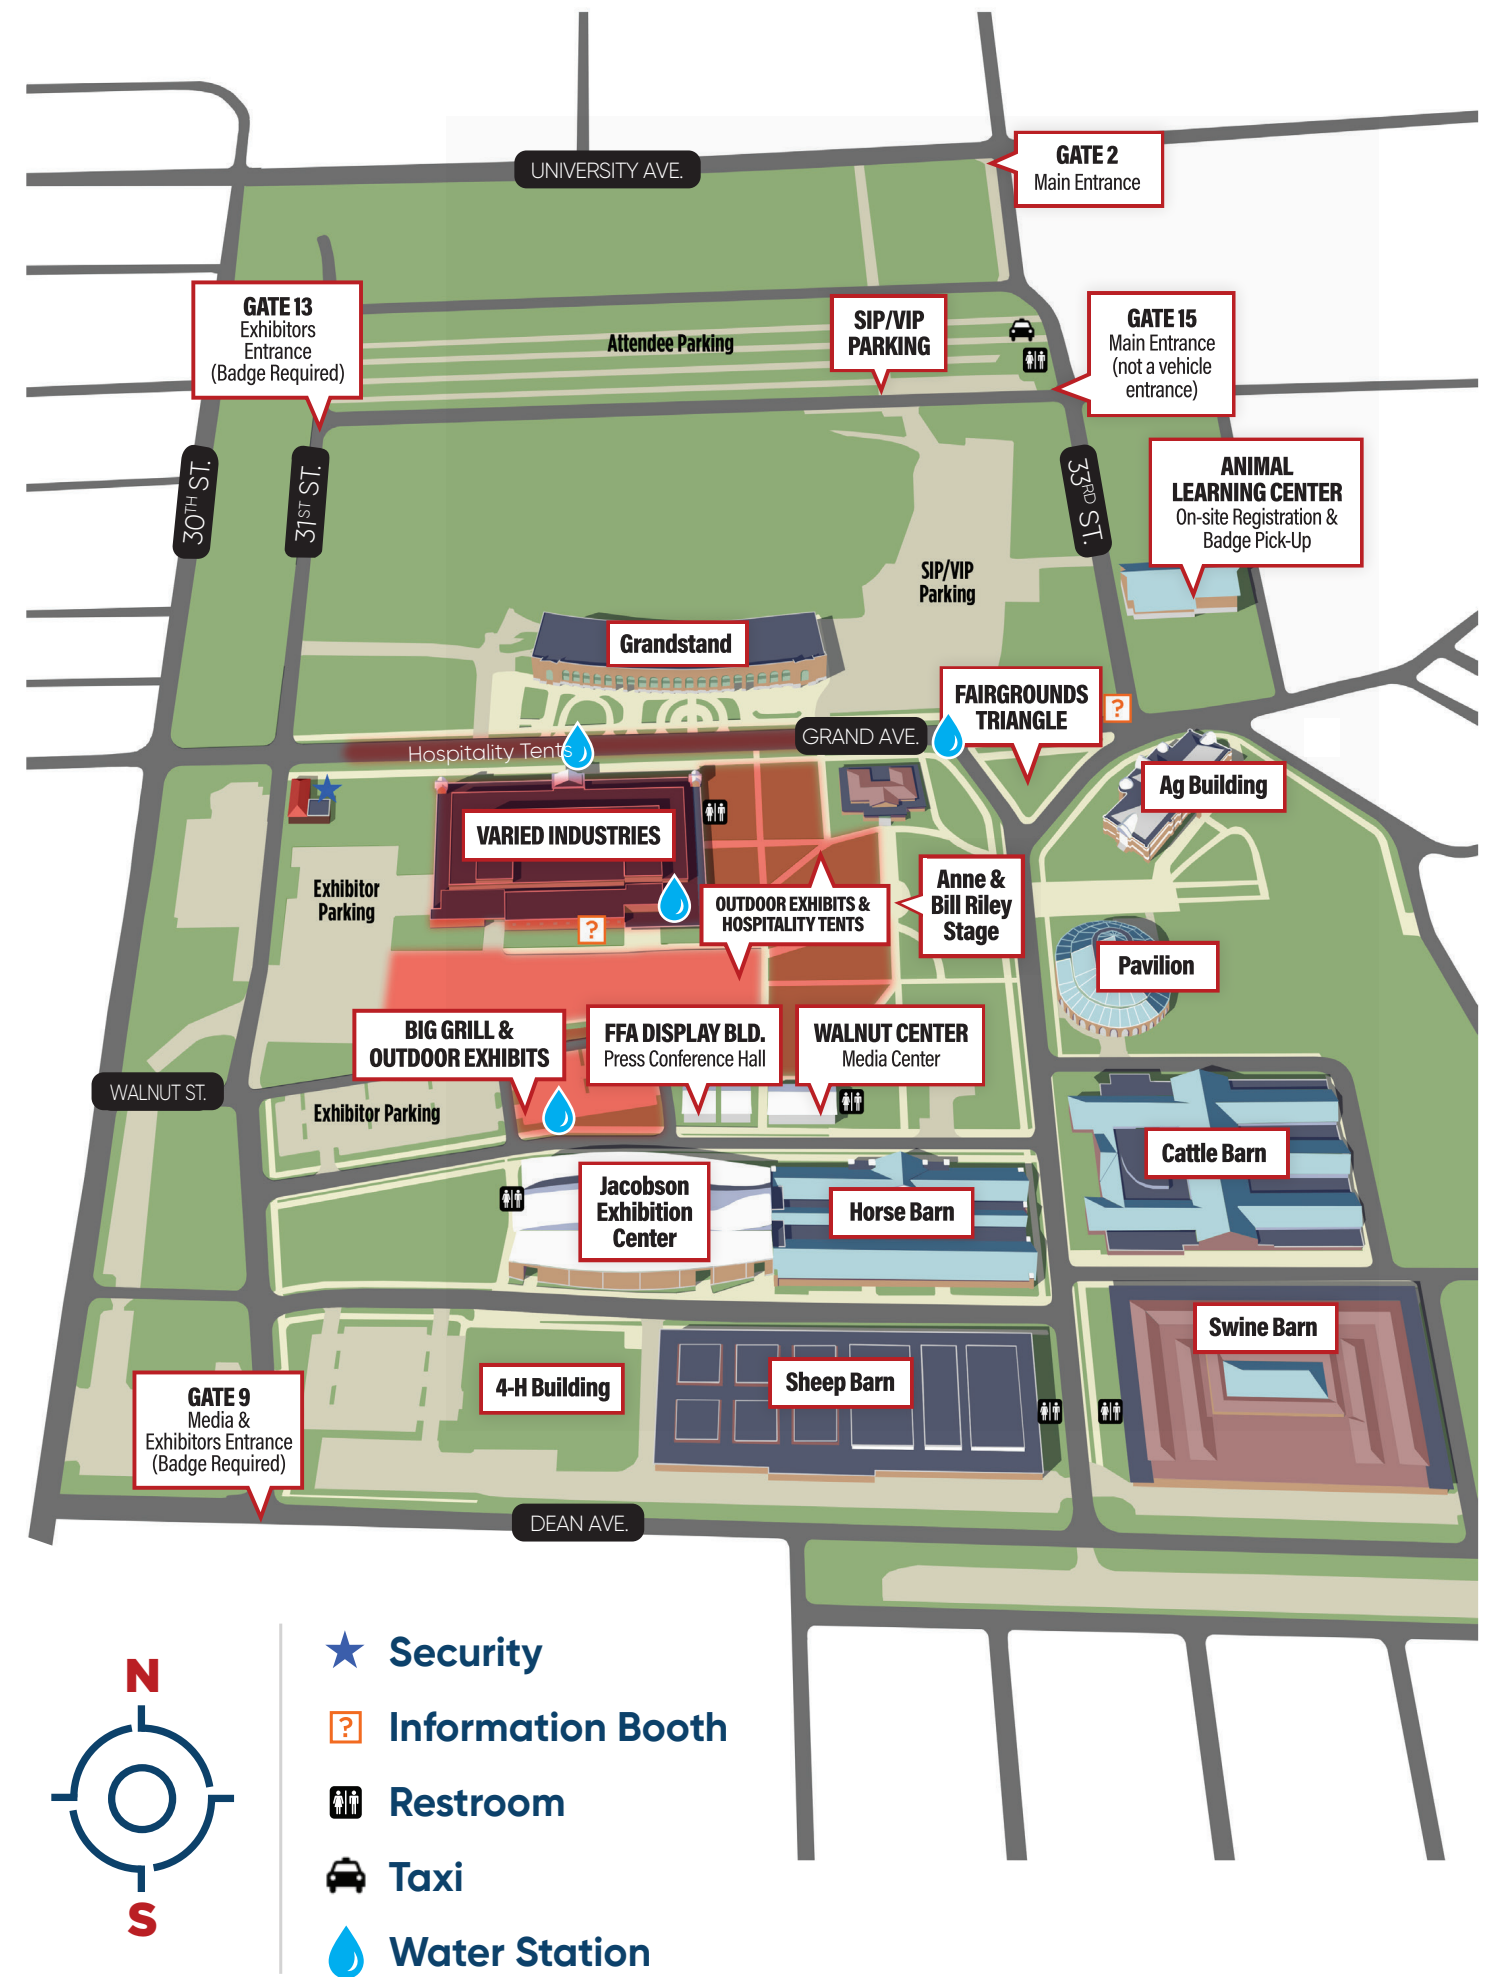 UNIVERSITY AVE.
GATE 2
Main Entrance
GATE 13
Exhibitors
Entrance
(Badge Required)
Attendee Parking
SIP/VIP
PARKING
GATE 15
Main Entrance
(not a vehicle
entrance)
30TH ST.
31ST ST.
33RD ST.
ANIMAL
LEARNING CENTER
On-site Registration &
Badge Pick-Up
SIP/VIP
Parking
Grandstand
FAIRGROUNDS
TRIANGLE
?
GRAND AVE.
Hospitality Tents
Ag Building
VARIED INDUSTRIES
Exhibitor
Parking
OUTDOOR EXHIBITS &
HOSPITALITY TENTS
Anne &
Bill Riley
Stage
?
Pavilion
BIG GRILL &
OUTDOOR EXHIBITS
FFA DISPLAY BLD.
Press Conference Hall
WALNUT CENTER
Media Center
WALNUT ST.
Exhibitor Parking
Cattle Barn
Jacobson
Exhibition
Center
Horse Barn
Swine Barn
4-H Building
Sheep Barn
GATE 9
Media &
Exhibitors Entrance
(Badge Required)
DEAN AVE.
N
S
Security
? Information Booth
Restroom
Taxi
Water Station